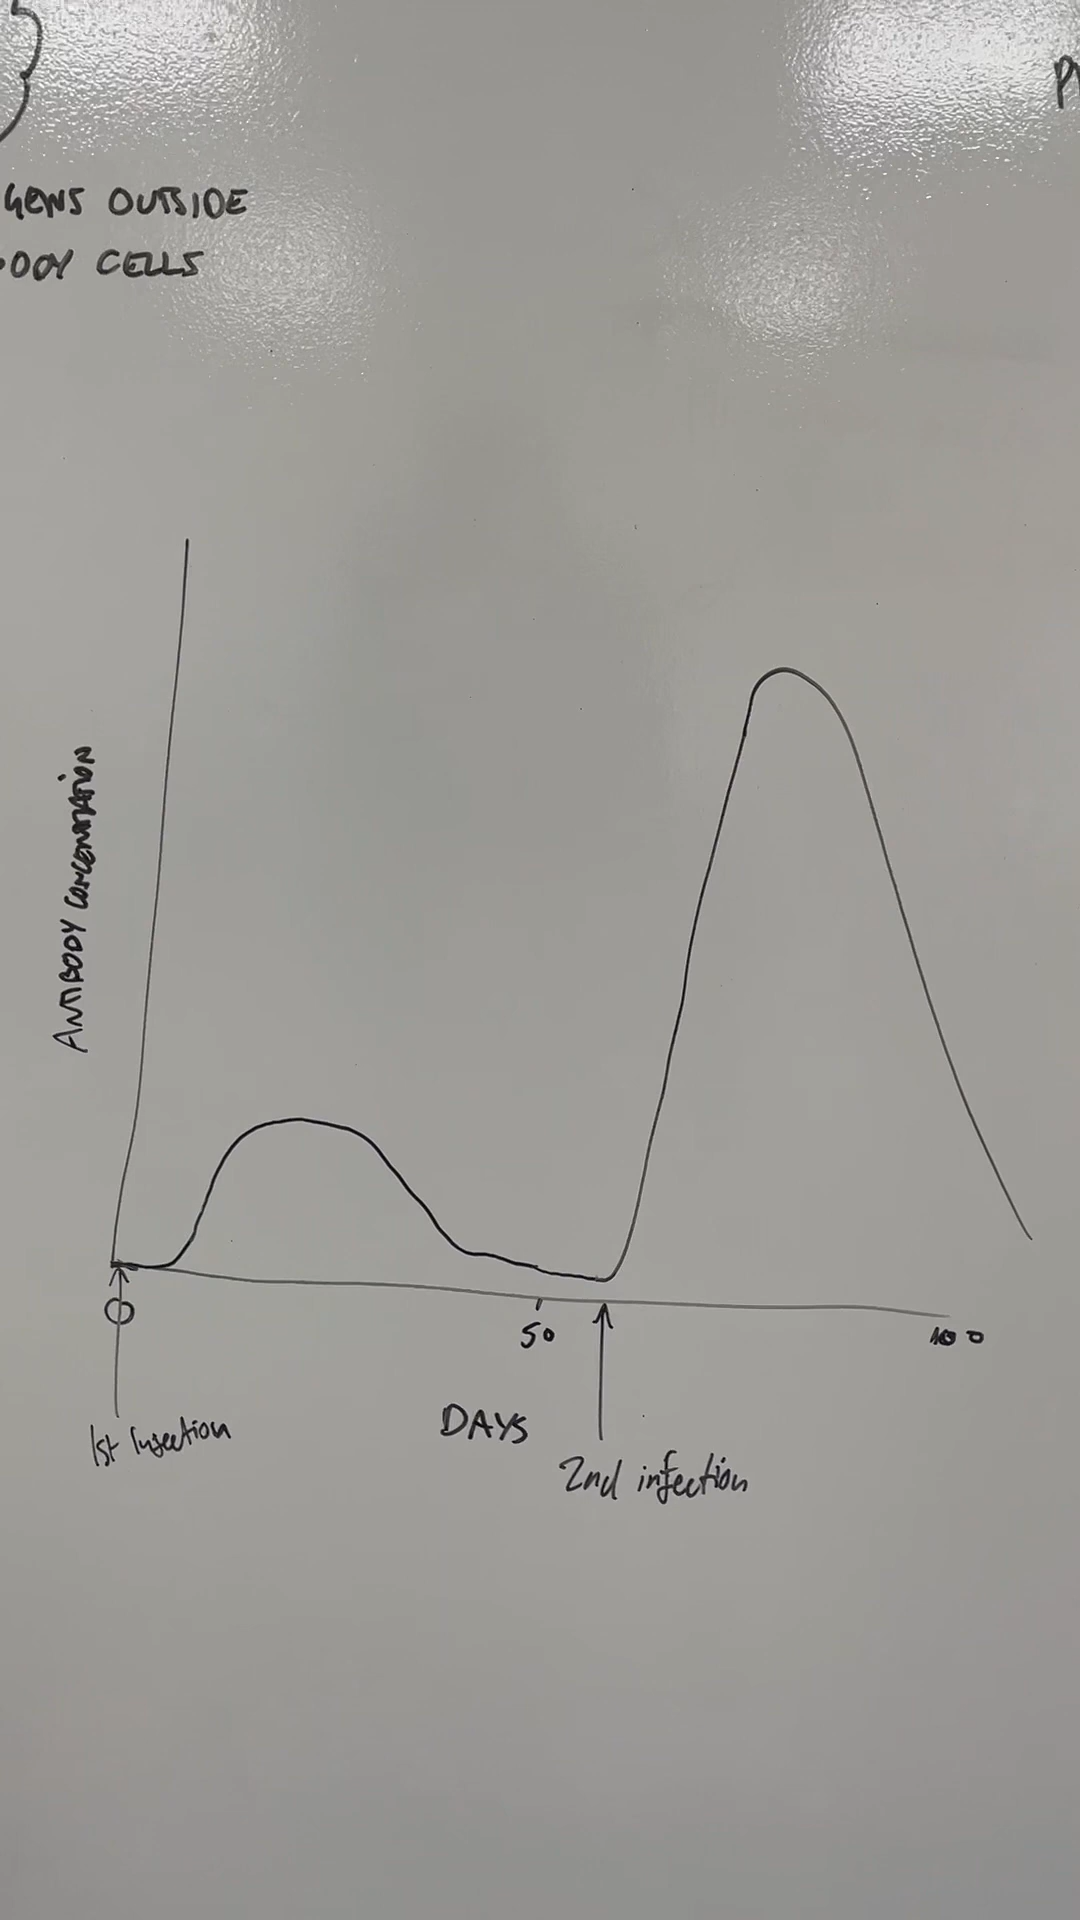 GENS OUTSIDE
ODY CELLS
ANTIBODY CONCENTRATION
0
50
100
1st Infection
DAYS
2nd infection